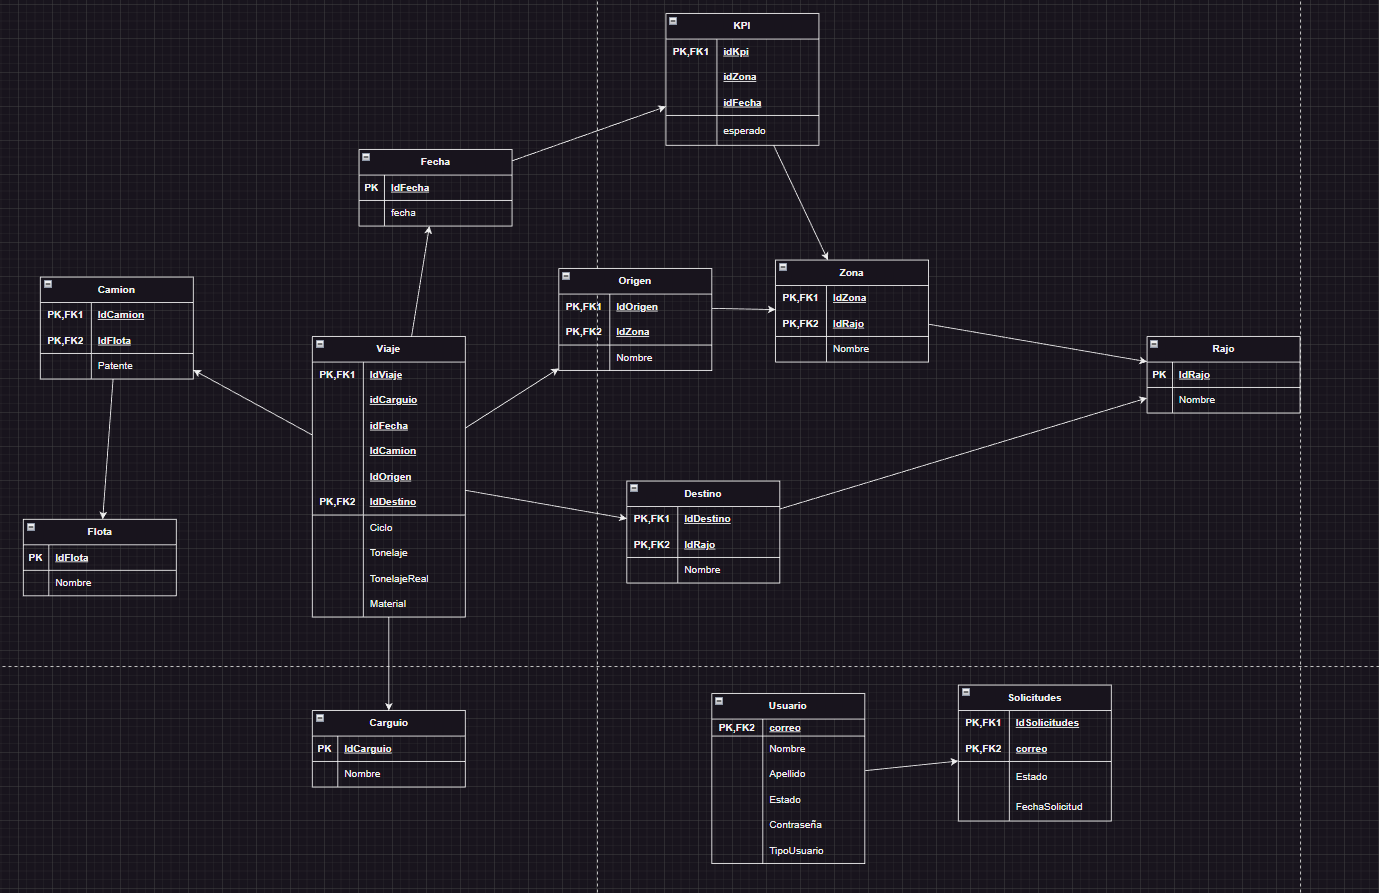 KPI
PK,FK1 idKpi
idZona
idFecha
esperado
Fecha
PK IdFecha
fecha
Camion
PK,FK1 IdCamion
PK,FK2 IdFlota
Patente
Origen
PK,FK1 IdOrigen
PK,FK2 IdZona
Nombre
Zona
PK,FK1 IdZona
PK,FK2 IdRajo
Nombre
Viaje
PK,FK1 IdViaje
idCarguio
idFecha
IdCamion
IdOrigen
PK,FK2 IdDestino
Ciclo
Tonelaje
TonelajeReal
Material
Rajo
PK IdRajo
Nombre
Destino
PK,FK1 IdDestino
PK,FK2 IdRajo
Nombre
Flota
PK IdFlota
Nombre
Carguio
PK IdCarguio
Nombre
Usuario
PK,FK2 correo
Nombre
Apellido
Estado
Contraseña
TipoUsuario
Solicitudes
PK,FK1 IdSolicitudes
PK,FK2 correo
Estado
FechaSolicitud